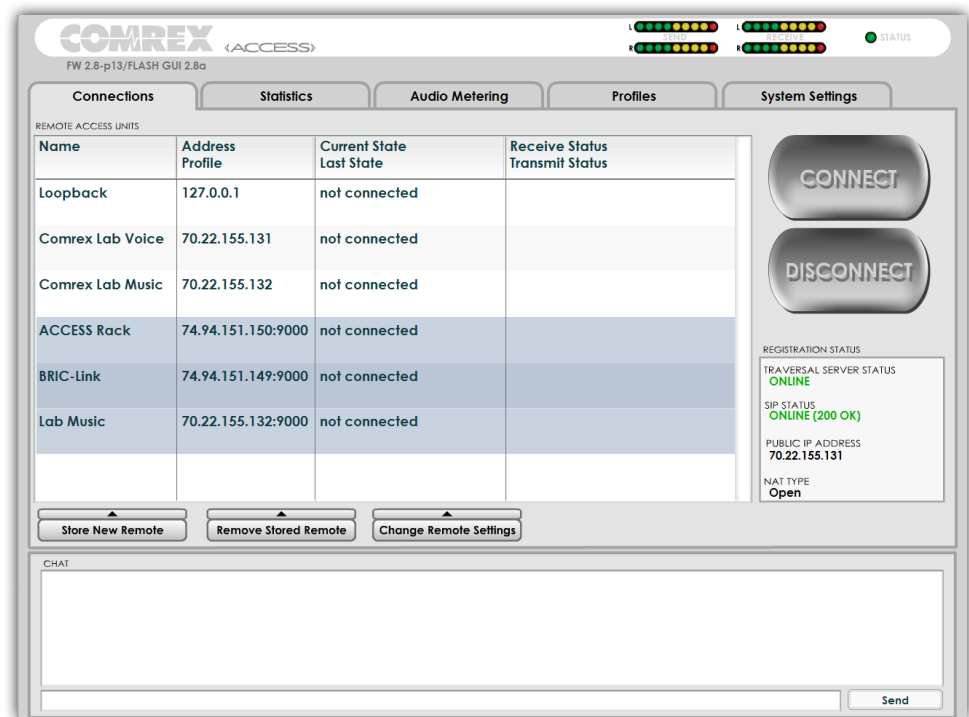 COMREX (ACCESS)
L SEND R
L RECEIVE R
STATUS
FW 2.8-p13/FLASH GUI 2.8a
Connections Statistics Audio Metering Profiles System Settings
REMOTE ACCESS UNITS
Name Address Current State Receive Status
Profile Last State Transmit Status
Loopback 127.0.0.1 not connected
Comrex Lab Voice 70.22.155.131 not connected
Comrex Lab Music 70.22.155.132 not connected
ACCESS Rack 74.94.151.150:9000 not connected
BRIC-Link 74.94.151.149:9000 not connected
Lab Music 70.22.155.132:9000 not connected
CONNECT
DISCONNECT
REGISTRATION STATUS
TRAVERSAL SERVER STATUS
ONLINE
SIP STATUS
ONLINE (200 OK)
PUBLIC IP ADDRESS
70.22.155.131
NAT TYPE
Open
Store New Remote Remove Stored Remote Change Remote Settings
CHAT
Send